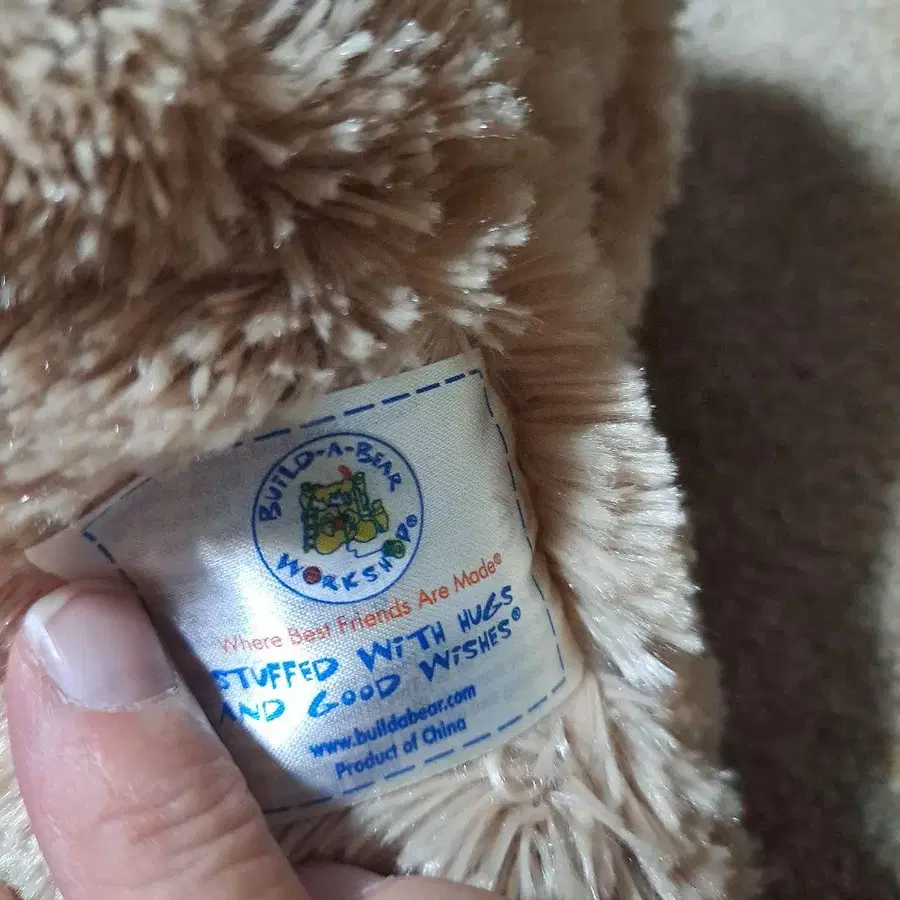 BUILD-A-BEAR
WORKSHOP®
Where Best Friends Are Made®
STUFFED WITH HUGS
AND GOOD WISHES®
www.buildabear.com
Product of China